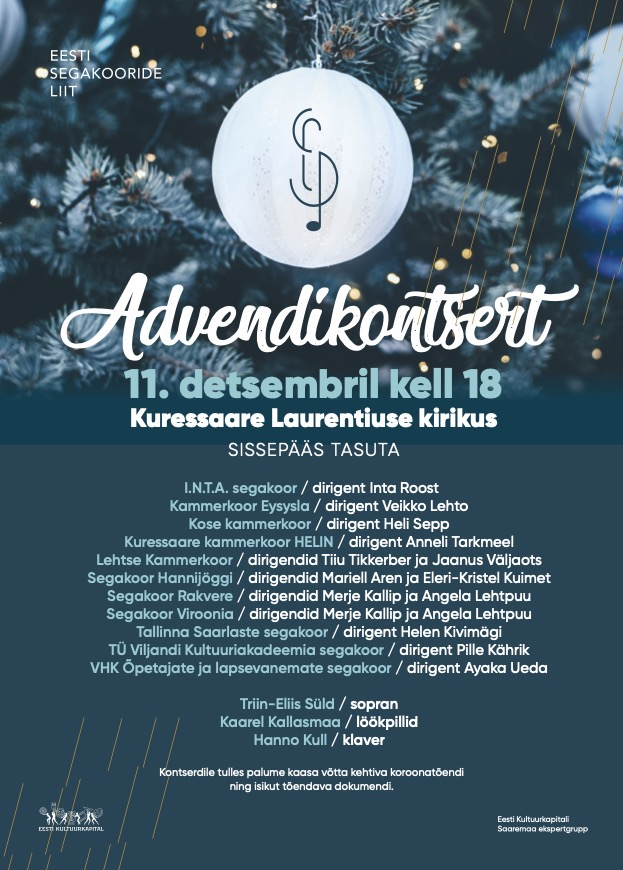 EESTI
SEGAKOORIDE
LIIT
Advendikontsert
11. detsembril kell 18
Kuressaare Laurentiuse kirikus
SISSEPÄÄS TASUTA
I.N.T.A. segakoor / dirigent Inta Roost
Kammerkoor Eysysla / dirigent Veikko Lehto
Kose kammerkoor / dirigent Heli Sepp
Kuressaare kammerkoor HELIN / dirigent Anneli Tarkmeel
Lehtse Kammerkoor / dirigendid Tiiu Tikkerber ja Jaanus Väljaots
Segakoor Hannijöggi / dirigendid Mariell Aren ja Eleri-Kristel Kuimet
Segakoor Rakvere / dirigendid Merje Kallip ja Angela Lehtpuu
Segakoor Viroonia / dirigendid Merje Kallip ja Angela Lehtpuu
Tallinna Saarlaste segakoor / dirigent Helen Kivimägi
TÜ Viljandi Kultuuriakadeemia segakoor / dirigent Pille Kährik
VHK Õpetajate ja lapsevanemate segakoor / dirigent Ayaka Ueda
Triin-Eliis Süld / sopran
Kaarel Kallasmaa / löökpillid
Hanno Kull / klaver
Kontserdile tulles palume kaasa võtta kehtiva koroonatõendi
ning isikut tõendava dokumendi.
EESTI KULTUURKAPITAL
Eesti Kultuurkapitali
Saaremaa ekspertgrupp